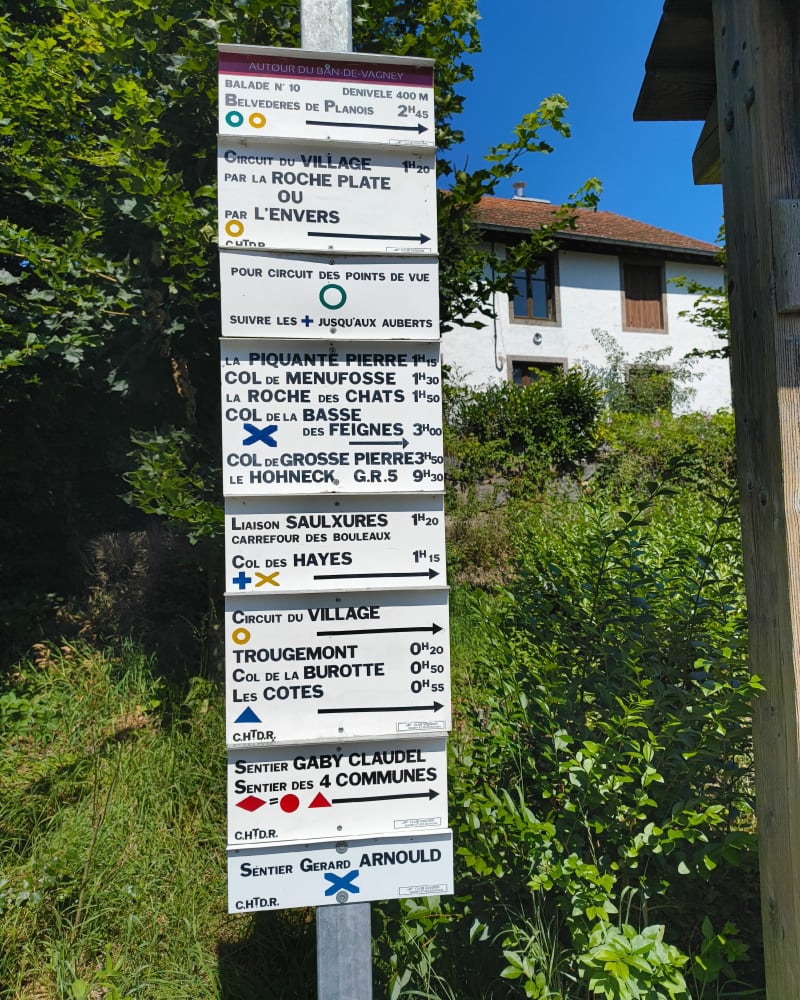 AUTOUR DU BAN-DE-VAGNEY
BALADE N° 10 DENIVELE 400 M
BELVEDERES DE PLANOIS 2H45
CIRCUIT DU VILLAGE 1H20
PAR LA ROCHE PLATE
OU
PAR L'ENVERS
C.HTD.R
POUR CIRCUIT DES POINTS DE VUE
SUIVRE LES + JUSQU'AUX AUBERTS
LA PIQUANTE PIERRE 1H15
COL DE MENUFOSSE 1H30
LA ROCHE DES CHATS 1H50
COL DE LA BASSE
DES FEIGNES 3H00
COL DE GROSSE PIERRE 3H50
LE HOHNECK G.R.5 9H30
LIAISON SAULXURES 1H20
CARREFOUR DES BOULEAUX
COL DES HAYES 1H15
CIRCUIT DU VILLAGE
TROUGEMONT 0H20
COL DE LA BUROTTE 0H50
LES COTES 0H55
C.HTD.R.
SENTIER GABY CLAUDEL
SENTIER DES 4 COMMUNES
=
C.HTD.R.
SENTIER GERARD ARNOULD
C.HTD.R.